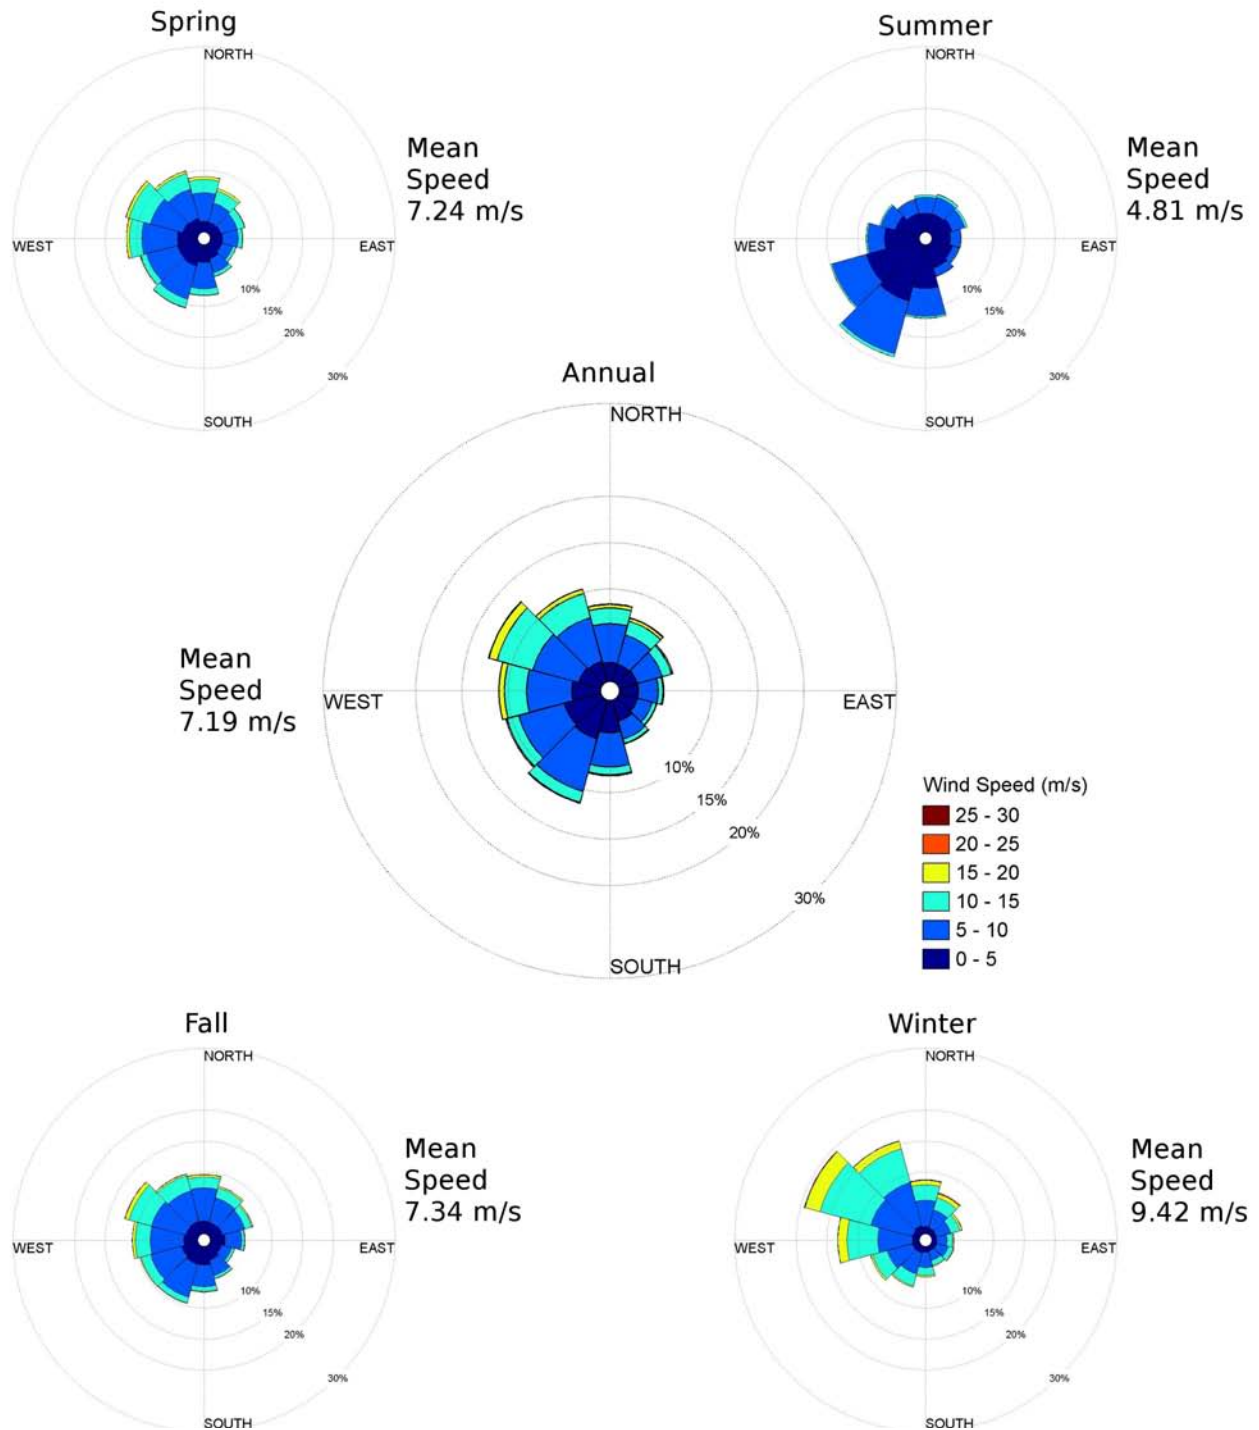 Spring
NORTH
Mean
Speed
7.24 m/s
WEST
EAST
10%
15%
20%
30%
SOUTH
Summer
NORTH
Mean
Speed
4.81 m/s
WEST
EAST
10%
15%
20%
30%
SOUTH
Annual
NORTH
Mean
Speed
7.19 m/s
WEST
EAST
10%
15%
20%
30%
SOUTH
Wind Speed (m/s)
25 - 30
20 - 25
15 - 20
10 - 15
5 - 10
0 - 5
Fall
NORTH
Mean
Speed
7.34 m/s
WEST
EAST
10%
15%
20%
30%
SOUTH
Winter
NORTH
Mean
Speed
9.42 m/s
WEST
EAST
10%
15%
20%
30%
SOUTH